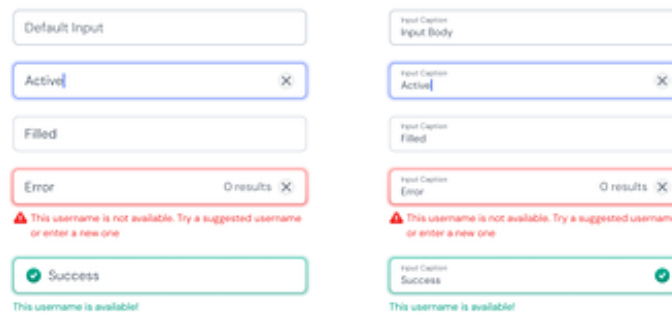 Default Input
Active
Filled
Error 0 results
This username is not available. Try a suggested username
or enter a new one
Success
This username is available!
Input Caption
Input Body
Input Caption
Active
Input Caption
Filled
Input Caption
Error 0 results
This username is not available. Try a suggested usernam
or enter a new one
Input Caption
Success
This username is available!